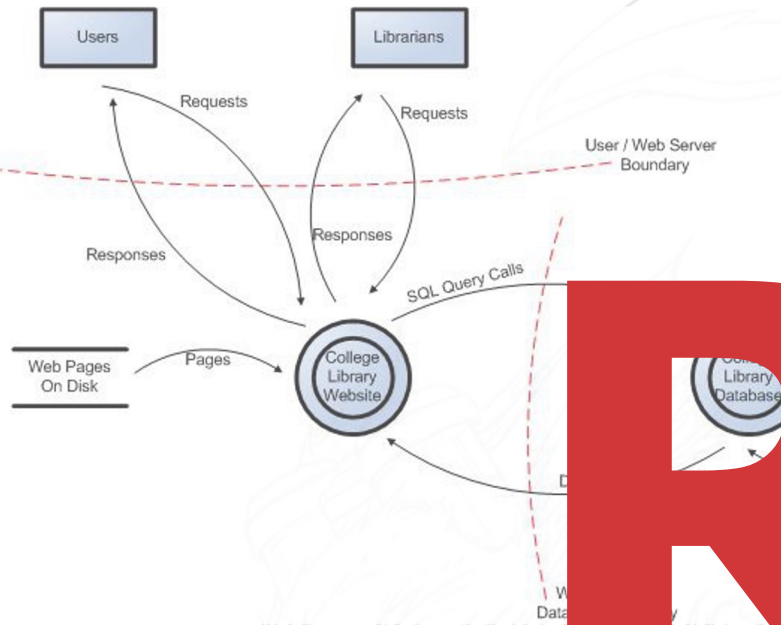 Users
Librarians
Requests
Requests
User / Web Server
Boundary
Responses
Responses
SQL Query Calls
Web Pages
On Disk
Pages
College
Library
Website
Library
Database
R